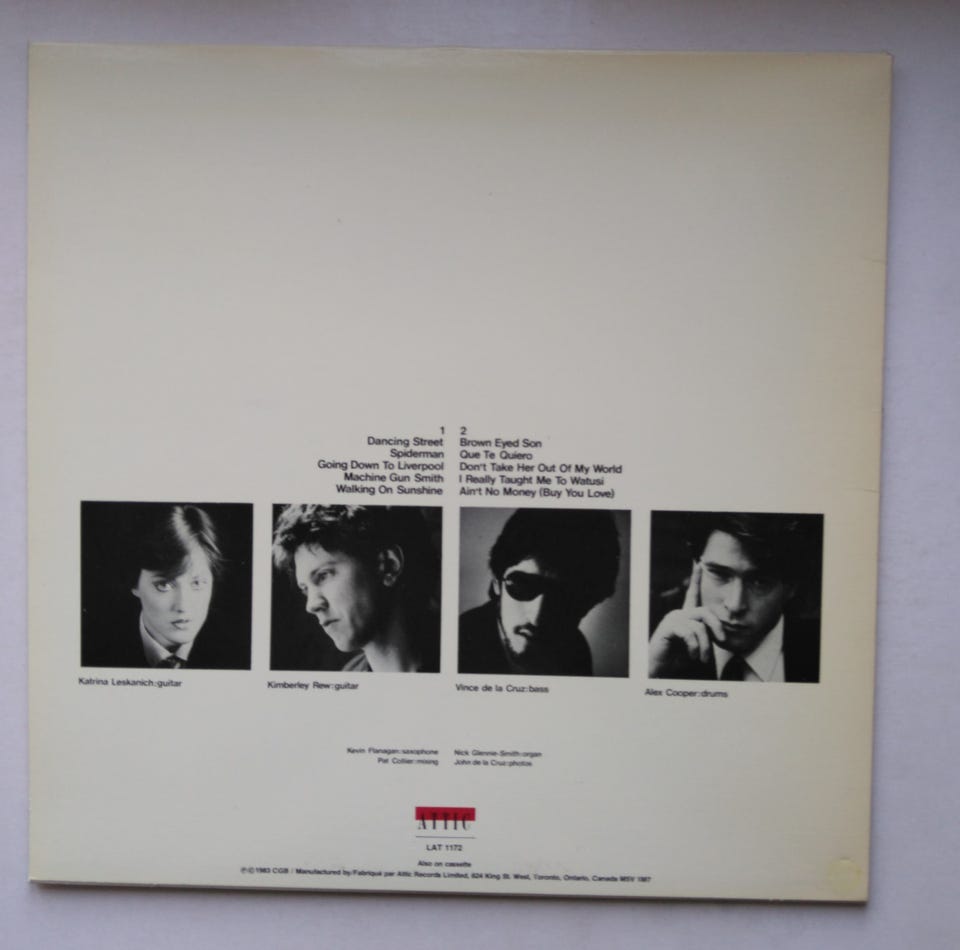 1
Dancing Street
Spiderman
Going Down To Liverpool
Machine Gun Smith
Walking On Sunshine
2
Brown Eyed Son
Que Te Quiero
Don't Take Her Out Of My World
I Really Taught Me To Watusi
Ain't No Money (Buy You Love)
Katrina Leskanich:guitar
Kimberley Rew:guitar
Vince de la Cruz:bass
Alex Cooper:drums
Kevin Flanagan:saxophone
Pat Collier:mixing
Nick Glennie-Smith:organ
John de la Cruz:photos
ATTIC
LAT 1172
Also on cassette
℗©1983 CGB / Manufactured by/Fabriqué par Attic Records Limited, 624 King St. West, Toronto, Ontario, Canada M5V 1M7